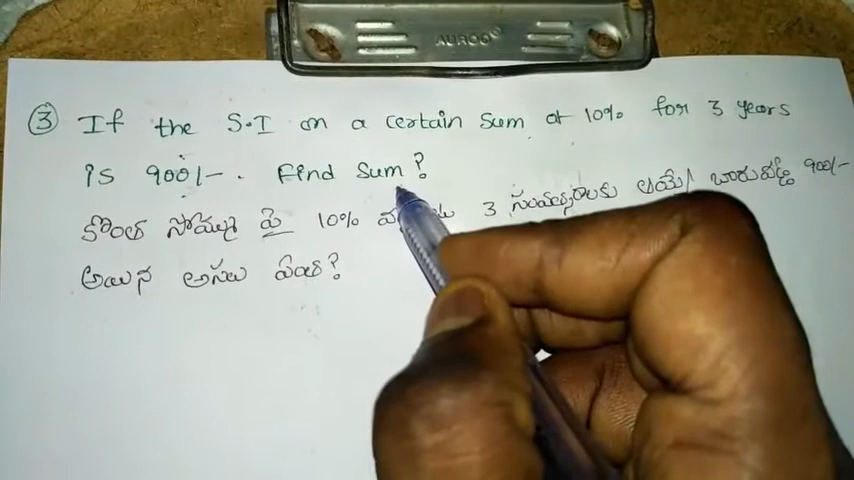 AUROO
③ If the S.I on a certain sum at 10% for 3 years
is 900/-. Find sum?
కొంత సొమ్ము పై 10% 3 సంవత్సరాలకు అయ్యే బారువడ్డీ 900/-
అయిన అసలు ఎంత?